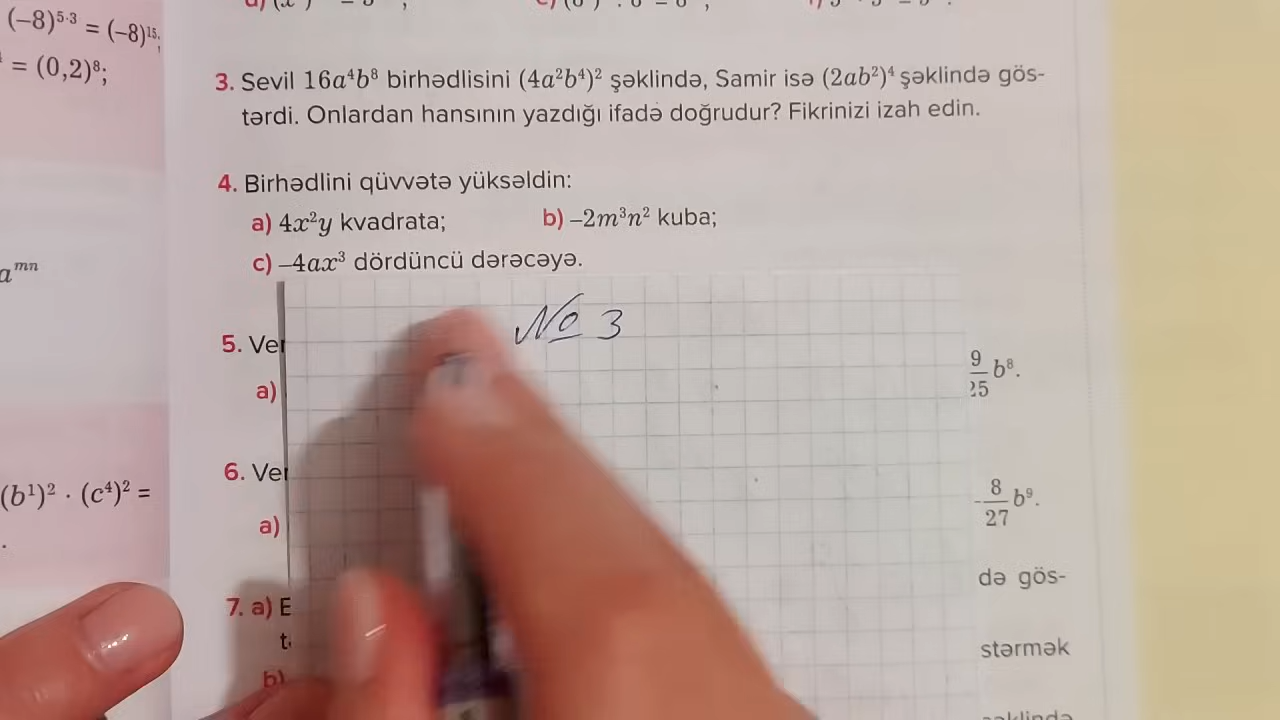 (−8)⁵·³ = (−8)¹⁵;
= (0,2)⁸;
aᵐⁿ
(b¹)² · (c⁴)² =
3. Sevil 16a⁴b⁸ birhədlisini (4a²b⁴)² şəklində, Samir isə (2ab²)⁴ şəklində gös-
tərdi. Onlardan hansının yazdığı ifadə doğrudur? Fikrinizi izah edin.
4. Birhədlini qüvvətə yüksəldin:
a) 4x²y kvadrata; b) −2m³n² kuba;
c) −4ax³ dördüncü dərəcəyə.
№ 3
5. Ver
a) 9/25 b⁸.
6. Ver
a) -8/27 b⁹.
də gös-
7. a) E
stərmək
b)